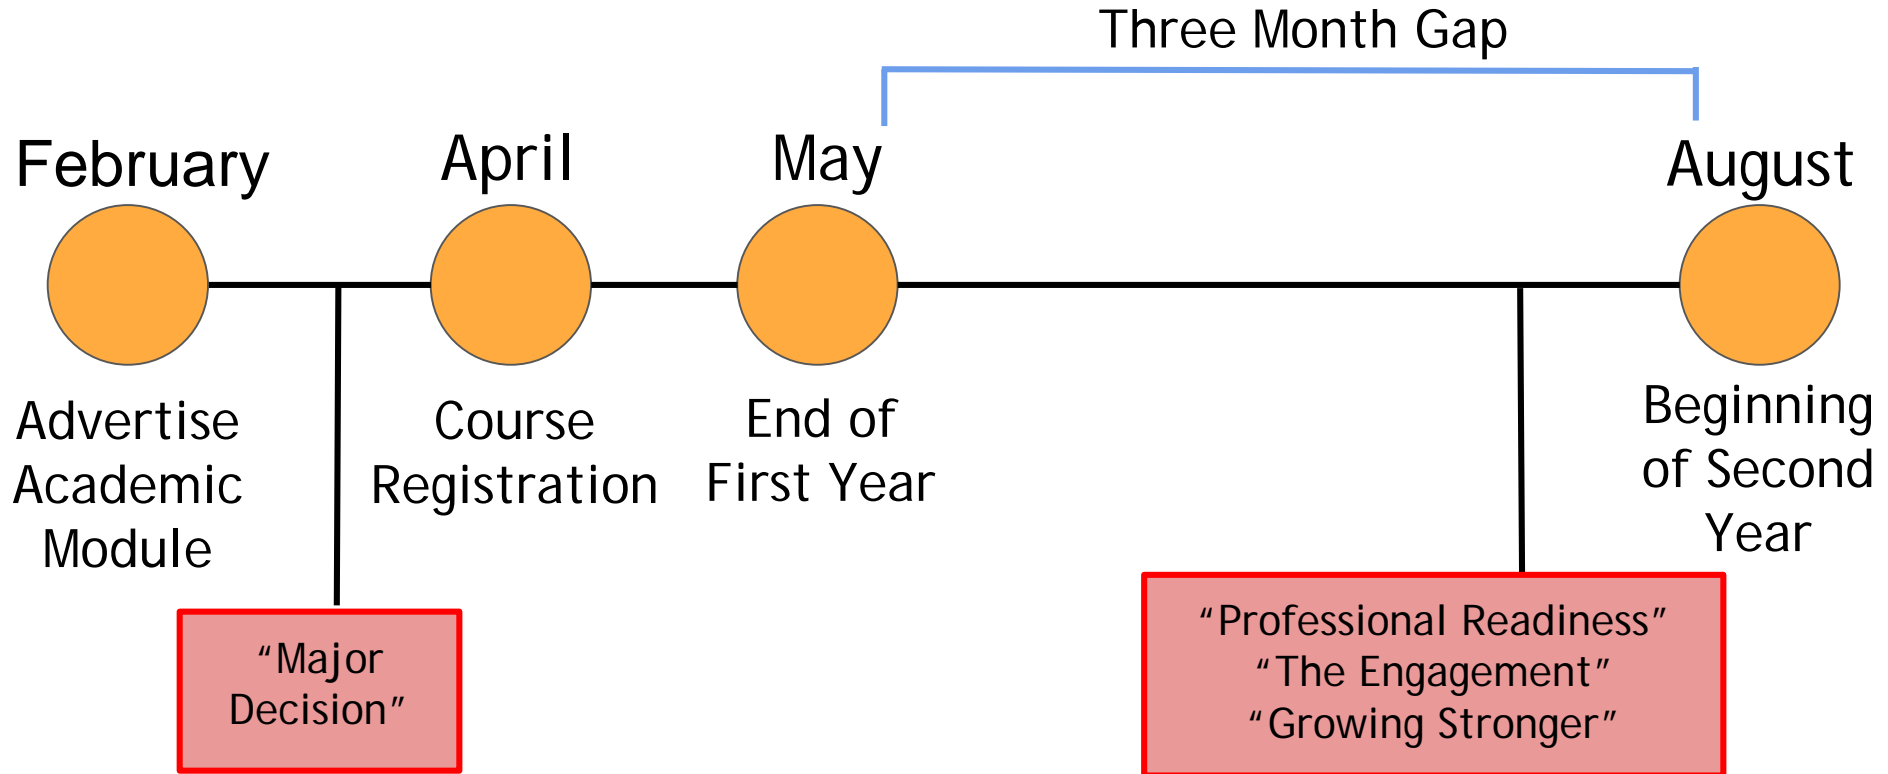 Three Month Gap
February
April
May
August
Advertise
Academic
Module
Course
Registration
End of
First Year
Beginning
of Second
Year
“Major
Decision”
“Professional Readiness”
“The Engagement”
“Growing Stronger”